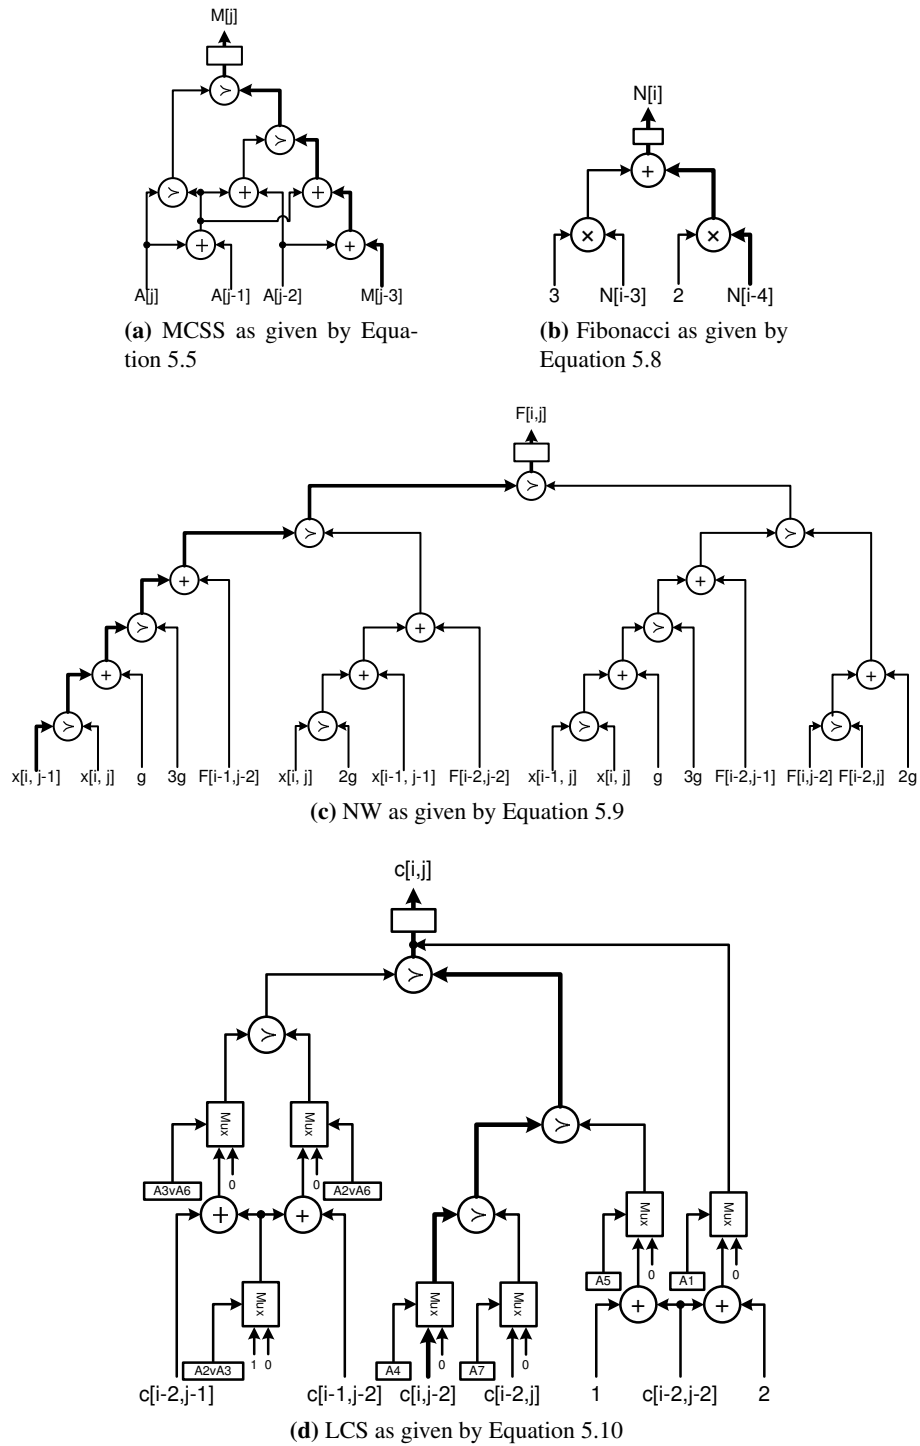 M[j]
≻
≻
≻ + +
+ +
A[j] A[j-1] A[j-2] M[j-3]
(a) MCSS as given by Equa-
tion 5.5
N[i]
+
× ×
3 N[i-3] 2 N[i-4]
(b) Fibonacci as given by
Equation 5.8
F[i,j]
≻
≻ ≻
+ +
≻ + ≻
+ + + +
≻ ≻ ≻ ≻
x[i, j-1] x[i, j] g 3g F[i-1,j-2] x[i, j] 2g x[i-1, j-1] F[i-2,j-2] x[i-1, j] x[i, j] g 3g F[i-2,j-1] F[i,j-2] F[i-2,j] 2g
(c) NW as given by Equation 5.9
c[i,j]
≻
≻
Mux Mux ≻
A3vA6 0 0 A2vA6
+ + ≻ Mux Mux
A5 0 A1 0
Mux Mux Mux + +
A2vA3 1 0 A4 0 A7 0
c[i-2,j-1] c[i-1,j-2] c[i,j-2] c[i-2,j] 1 c[i-2,j-2] 2
(d) LCS as given by Equation 5.10